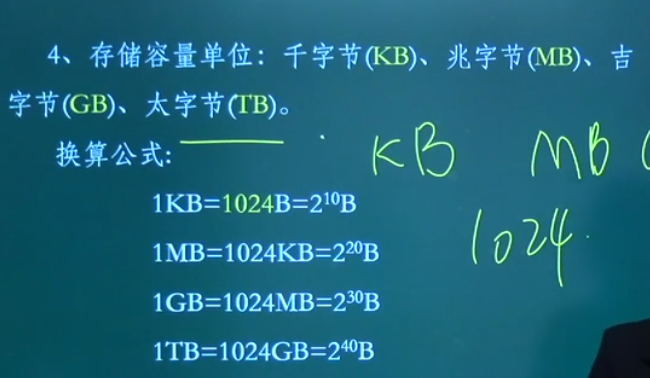 4、存储容量单位：千字节(KB)、兆字节(MB)、吉
字节(GB)、太字节(TB)。
换算公式:
KB MB
1KB=1024B=2¹⁰B
1024.
1MB=1024KB=2²⁰B
1GB=1024MB=2³⁰B
1TB=1024GB=2⁴⁰B